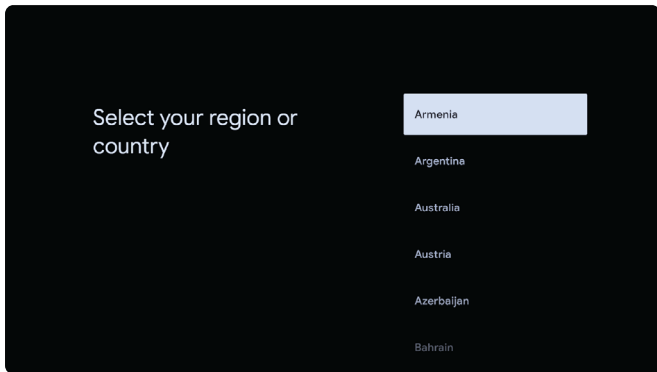 Select your region or
country
Armenia
Argentina
Australia
Austria
Azerbaijan
Bahrain